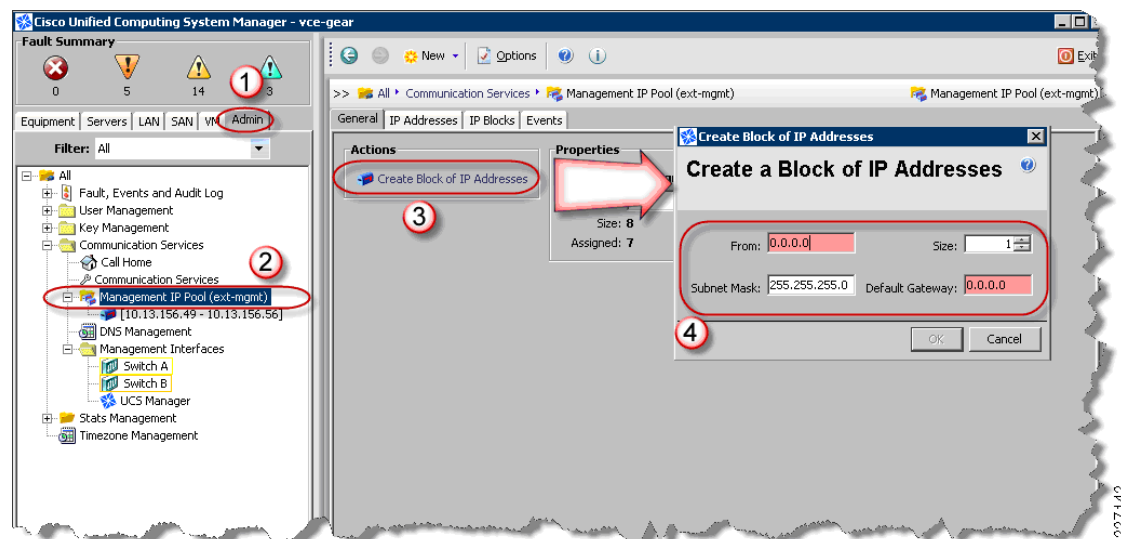 Cisco Unified Computing System Manager - vce-gear
Fault Summary
0 5 14 3
1
Equipment Servers LAN SAN VM Admin
Filter: All
All
Fault, Events and Audit Log
User Management
Key Management
Communication Services
Call Home
Communication Services
2
Management IP Pool (ext-mgmt)
[10.13.156.49 - 10.13.156.56]
DNS Management
Management Interfaces
Switch A
Switch B
UCS Manager
Stats Management
Timezone Management
New Options Exit
>> All Communication Services Management IP Pool (ext-mgmt) Management IP Pool (ext-mgmt)
General IP Addresses IP Blocks Events
Actions
Create Block of IP Addresses
3
Properties
Size: 8
Assigned: 7
Create Block of IP Addresses
Create a Block of IP Addresses
From: 0.0.0.0 Size: 1
Subnet Mask: 255.255.255.0 Default Gateway: 0.0.0.0
4
OK Cancel
227142